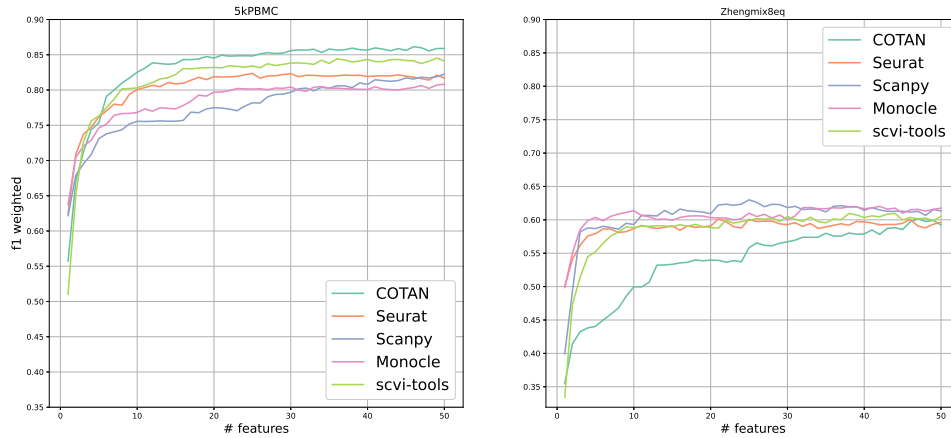 5kPBMC
0.90
0.85
0.80
0.75
0.70
0.65
0.60
0.55
0.50
0.45
0.40
0.35
f1 weighted
0 10 20 30 40 50
# features
COTAN
Seurat
Scanpy
Monocle
scvi-tools
Zhengmix8eq
0.90
0.85
0.80
0.75
0.70
0.65
0.60
0.55
0.50
0.45
0.40
0.35
0 10 20 30 40 50
# features
COTAN
Seurat
Scanpy
Monocle
scvi-tools